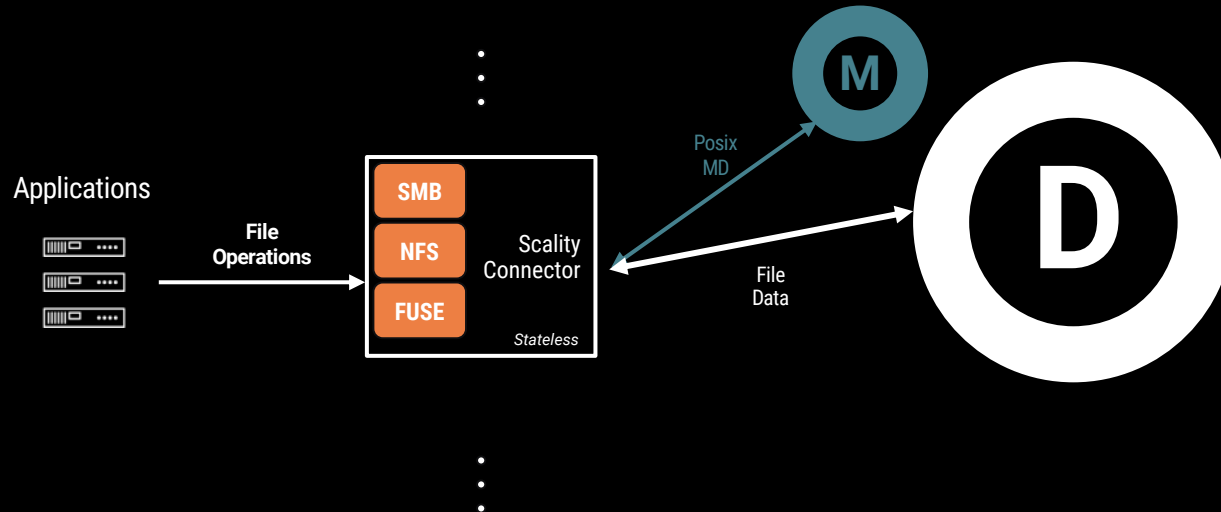 M
Posix
MD
Applications
SMB
File
Operations
NFS
Scality
Connector
D
File
Data
FUSE
Stateless